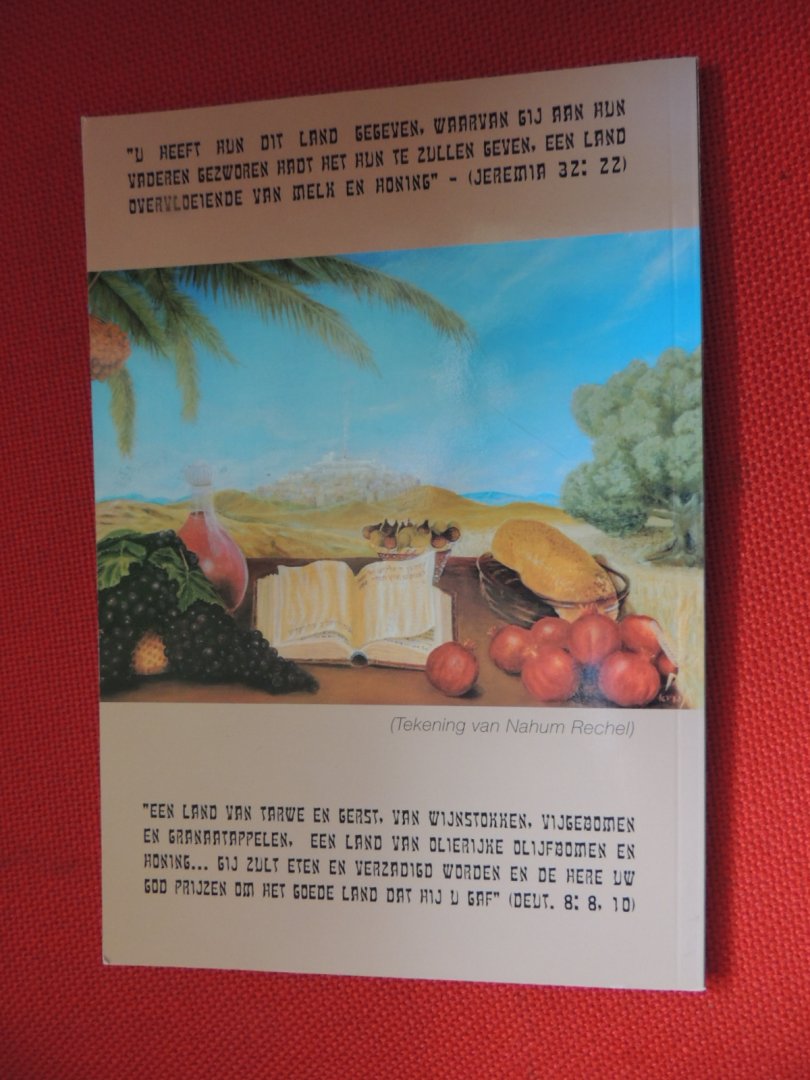 "U HEEFT HUN DIT LAND GEGEVEN, WAARVAN GIJ AAN HUN
VADEREN GEZWOREN HADT HET HUN TE ZULLEN GEVEN, EEN LAND
OVERVLOEIENDE VAN MELK EN HONING" - (JEREMIA 32: 22)
(Tekening van Nahum Rechel)
"EEN LAND VAN TARWE EN GERST, VAN WIJNSTOKKEN, VIJGEBOMEN
EN GRANAATAPPELEN, EEN LAND VAN OLIERIJKE OLIJFBOMEN EN
HONING... GIJ ZULT ETEN EN VERZADIGD WORDEN EN DE HERE UW
GOD PRIJZEN OM HET GOEDE LAND DAT HIJ U GAF" (DEUT. 8: 8, 10)